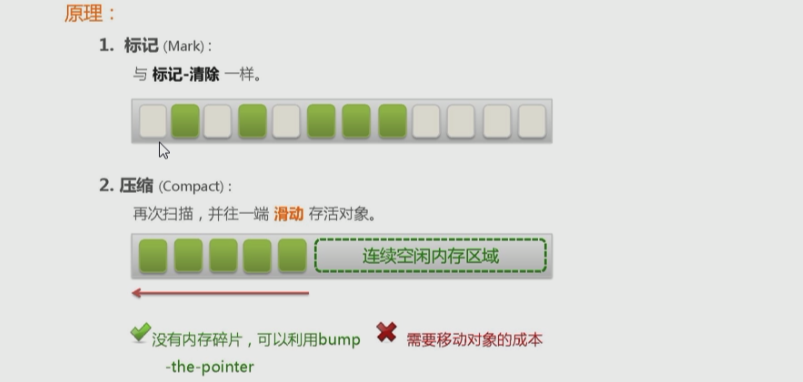 原理：
1. 标记 (Mark)：
与 标记-清除 一样。
2. 压缩 (Compact)：
再次扫描，并往一端 滑动 存活对象。
连续空闲内存区域
没有内存碎片，可以利用bump
-the-pointer
需要移动对象的成本